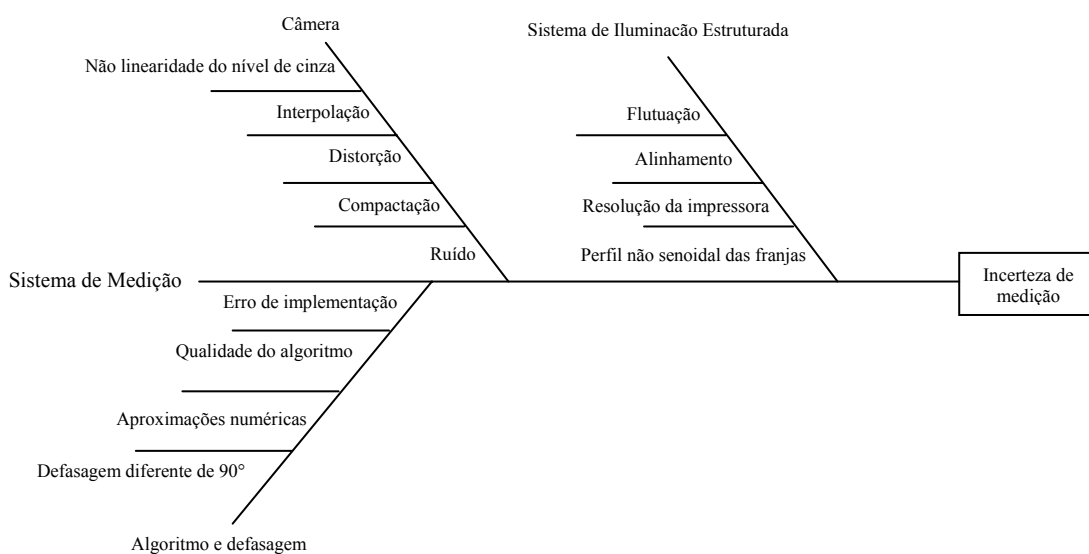 Câmera
Não linearidade do nível de cinza
Interpolação
Distorção
Compactação
Ruído
Sistema de Iluminacão Estruturada
Flutuação
Alinhamento
Resolução da impressora
Perfil não senoidal das franjas
Sistema de Medição
Incerteza de
medição
Erro de implementação
Qualidade do algoritmo
Aproximações numéricas
Defasagem diferente de 90°
Algoritmo e defasagem